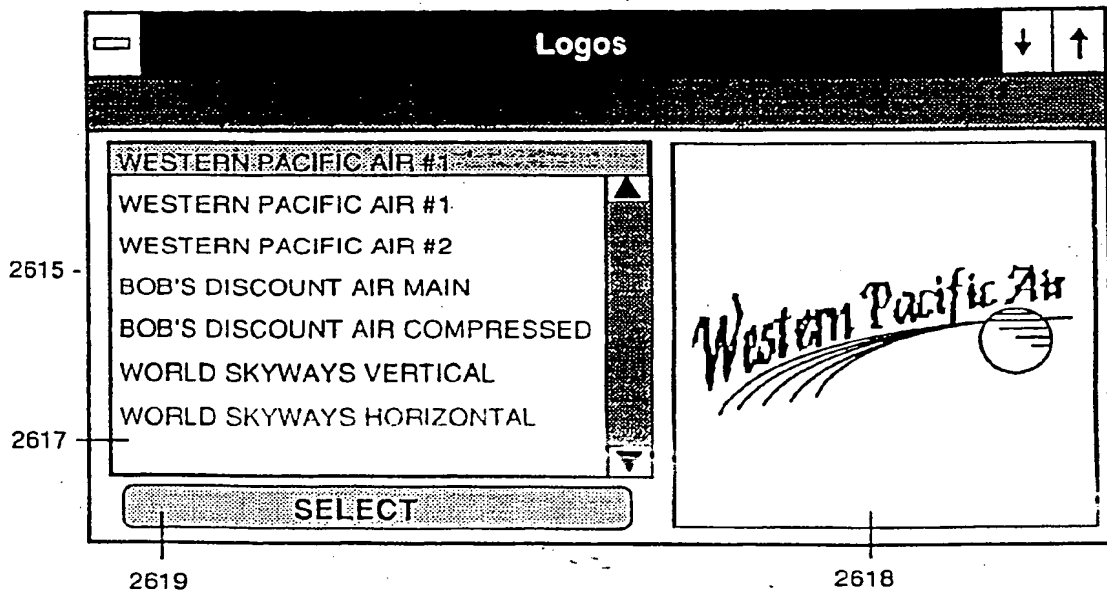 Logos
WESTERN PACIFIC AIR #1
WESTERN PACIFIC AIR #1
WESTERN PACIFIC AIR #2
2615
BOB'S DISCOUNT AIR MAIN
BOB'S DISCOUNT AIR COMPRESSED
WORLD SKYWAYS VERTICAL
WORLD SKYWAYS HORIZONTAL
2617
SELECT
Western Pacific Air
2619
2618